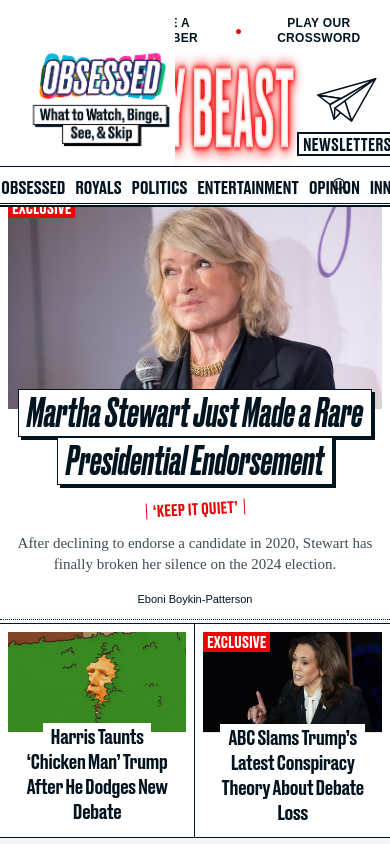 E A
BER
PLAY OUR
CROSSWORD
OBSESSED
What to Watch, Binge,
See, & Skip
Y BEAST
NEWSLETTERS
OBSESSED ROYALS POLITICS ENTERTAINMENT OPINION INN
EXCLUSIVE
Martha Stewart Just Made a Rare
Presidential Endorsement
‘KEEP IT QUIET’
After declining to endorse a candidate in 2020, Stewart has
finally broken her silence on the 2024 election.
Eboni Boykin-Patterson
Harris Taunts
‘Chicken Man’ Trump
After He Dodges New
Debate
EXCLUSIVE
ABC Slams Trump’s
Latest Conspiracy
Theory About Debate
Loss